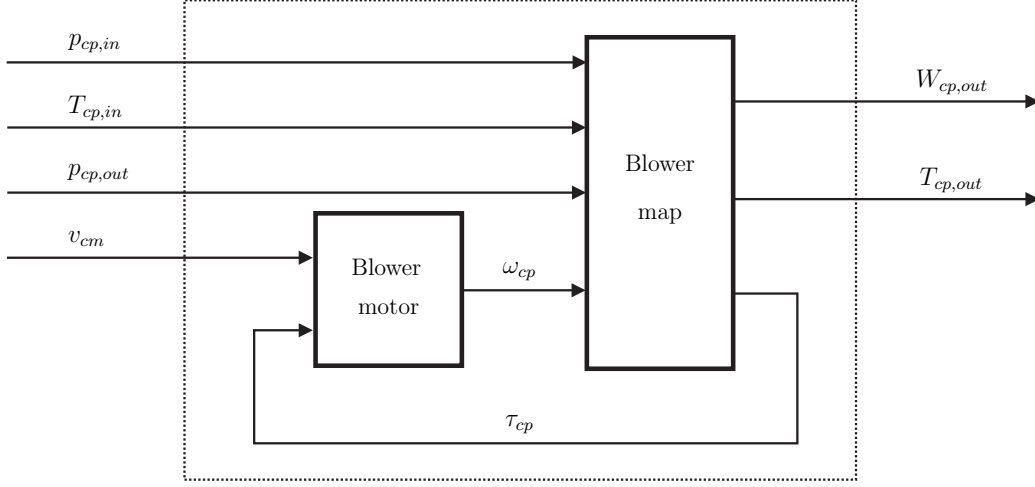 p_{cp,in}
T_{cp,in}
p_{cp,out}
v_{cm}
Blower
motor
ω_{cp}
Blower
map
W_{cp,out}
T_{cp,out}
τ_{cp}